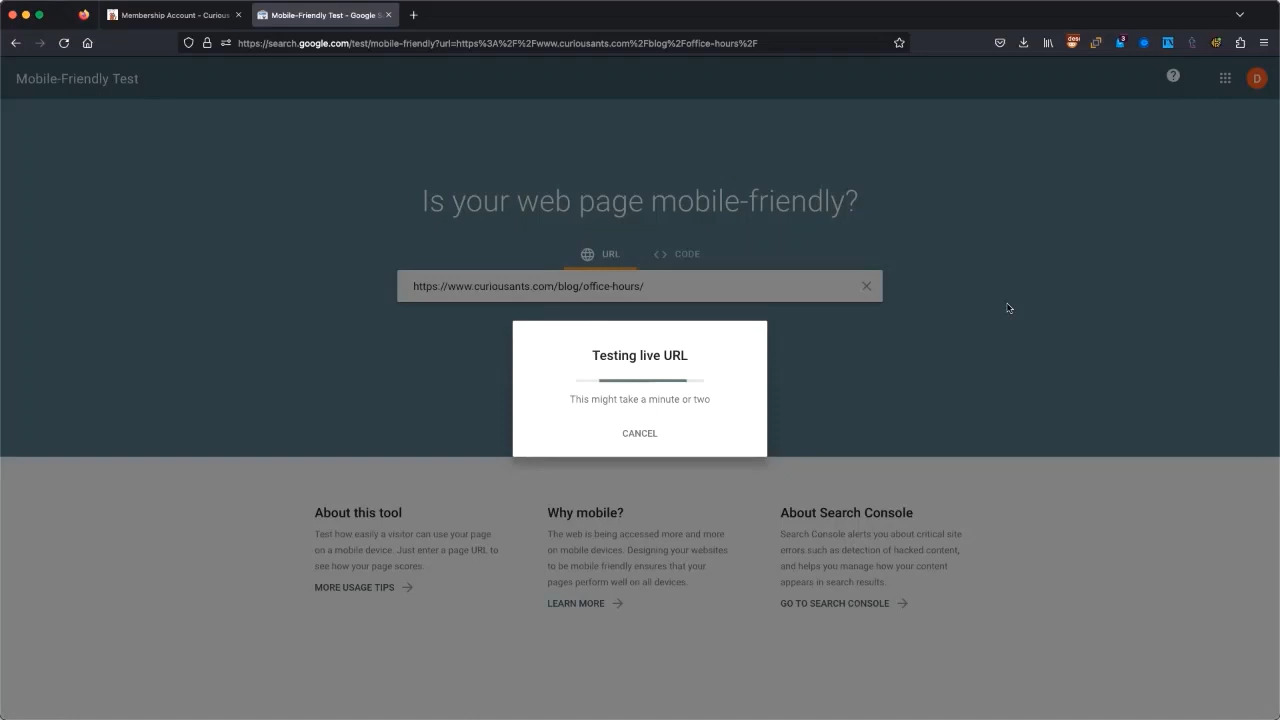 Membership Account - Curious
Mobile-Friendly Test - Google S
https://search.google.com/test/mobile-friendly?url=https%3A%2F%2Fwww.curiousants.com%2Fblog%2Foffice-hours%2F
3
Mobile-Friendly Test
D
Is your web page mobile-friendly?
URL
CODE
https://www.curiousants.com/blog/office-hours/
Testing live URL
This might take a minute or two
CANCEL
About this tool
Test how easily a visitor can use your page
on a mobile device. Just enter a page URL to
see how your page scores.
MORE USAGE TIPS
Why mobile?
The web is being accessed more and more
on mobile devices. Designing your websites
to be mobile friendly ensures that your
pages perform well on all devices.
LEARN MORE
About Search Console
Search Console alerts you about critical site
errors such as detection of hacked content,
and helps you manage how your content
appears in search results.
GO TO SEARCH CONSOLE